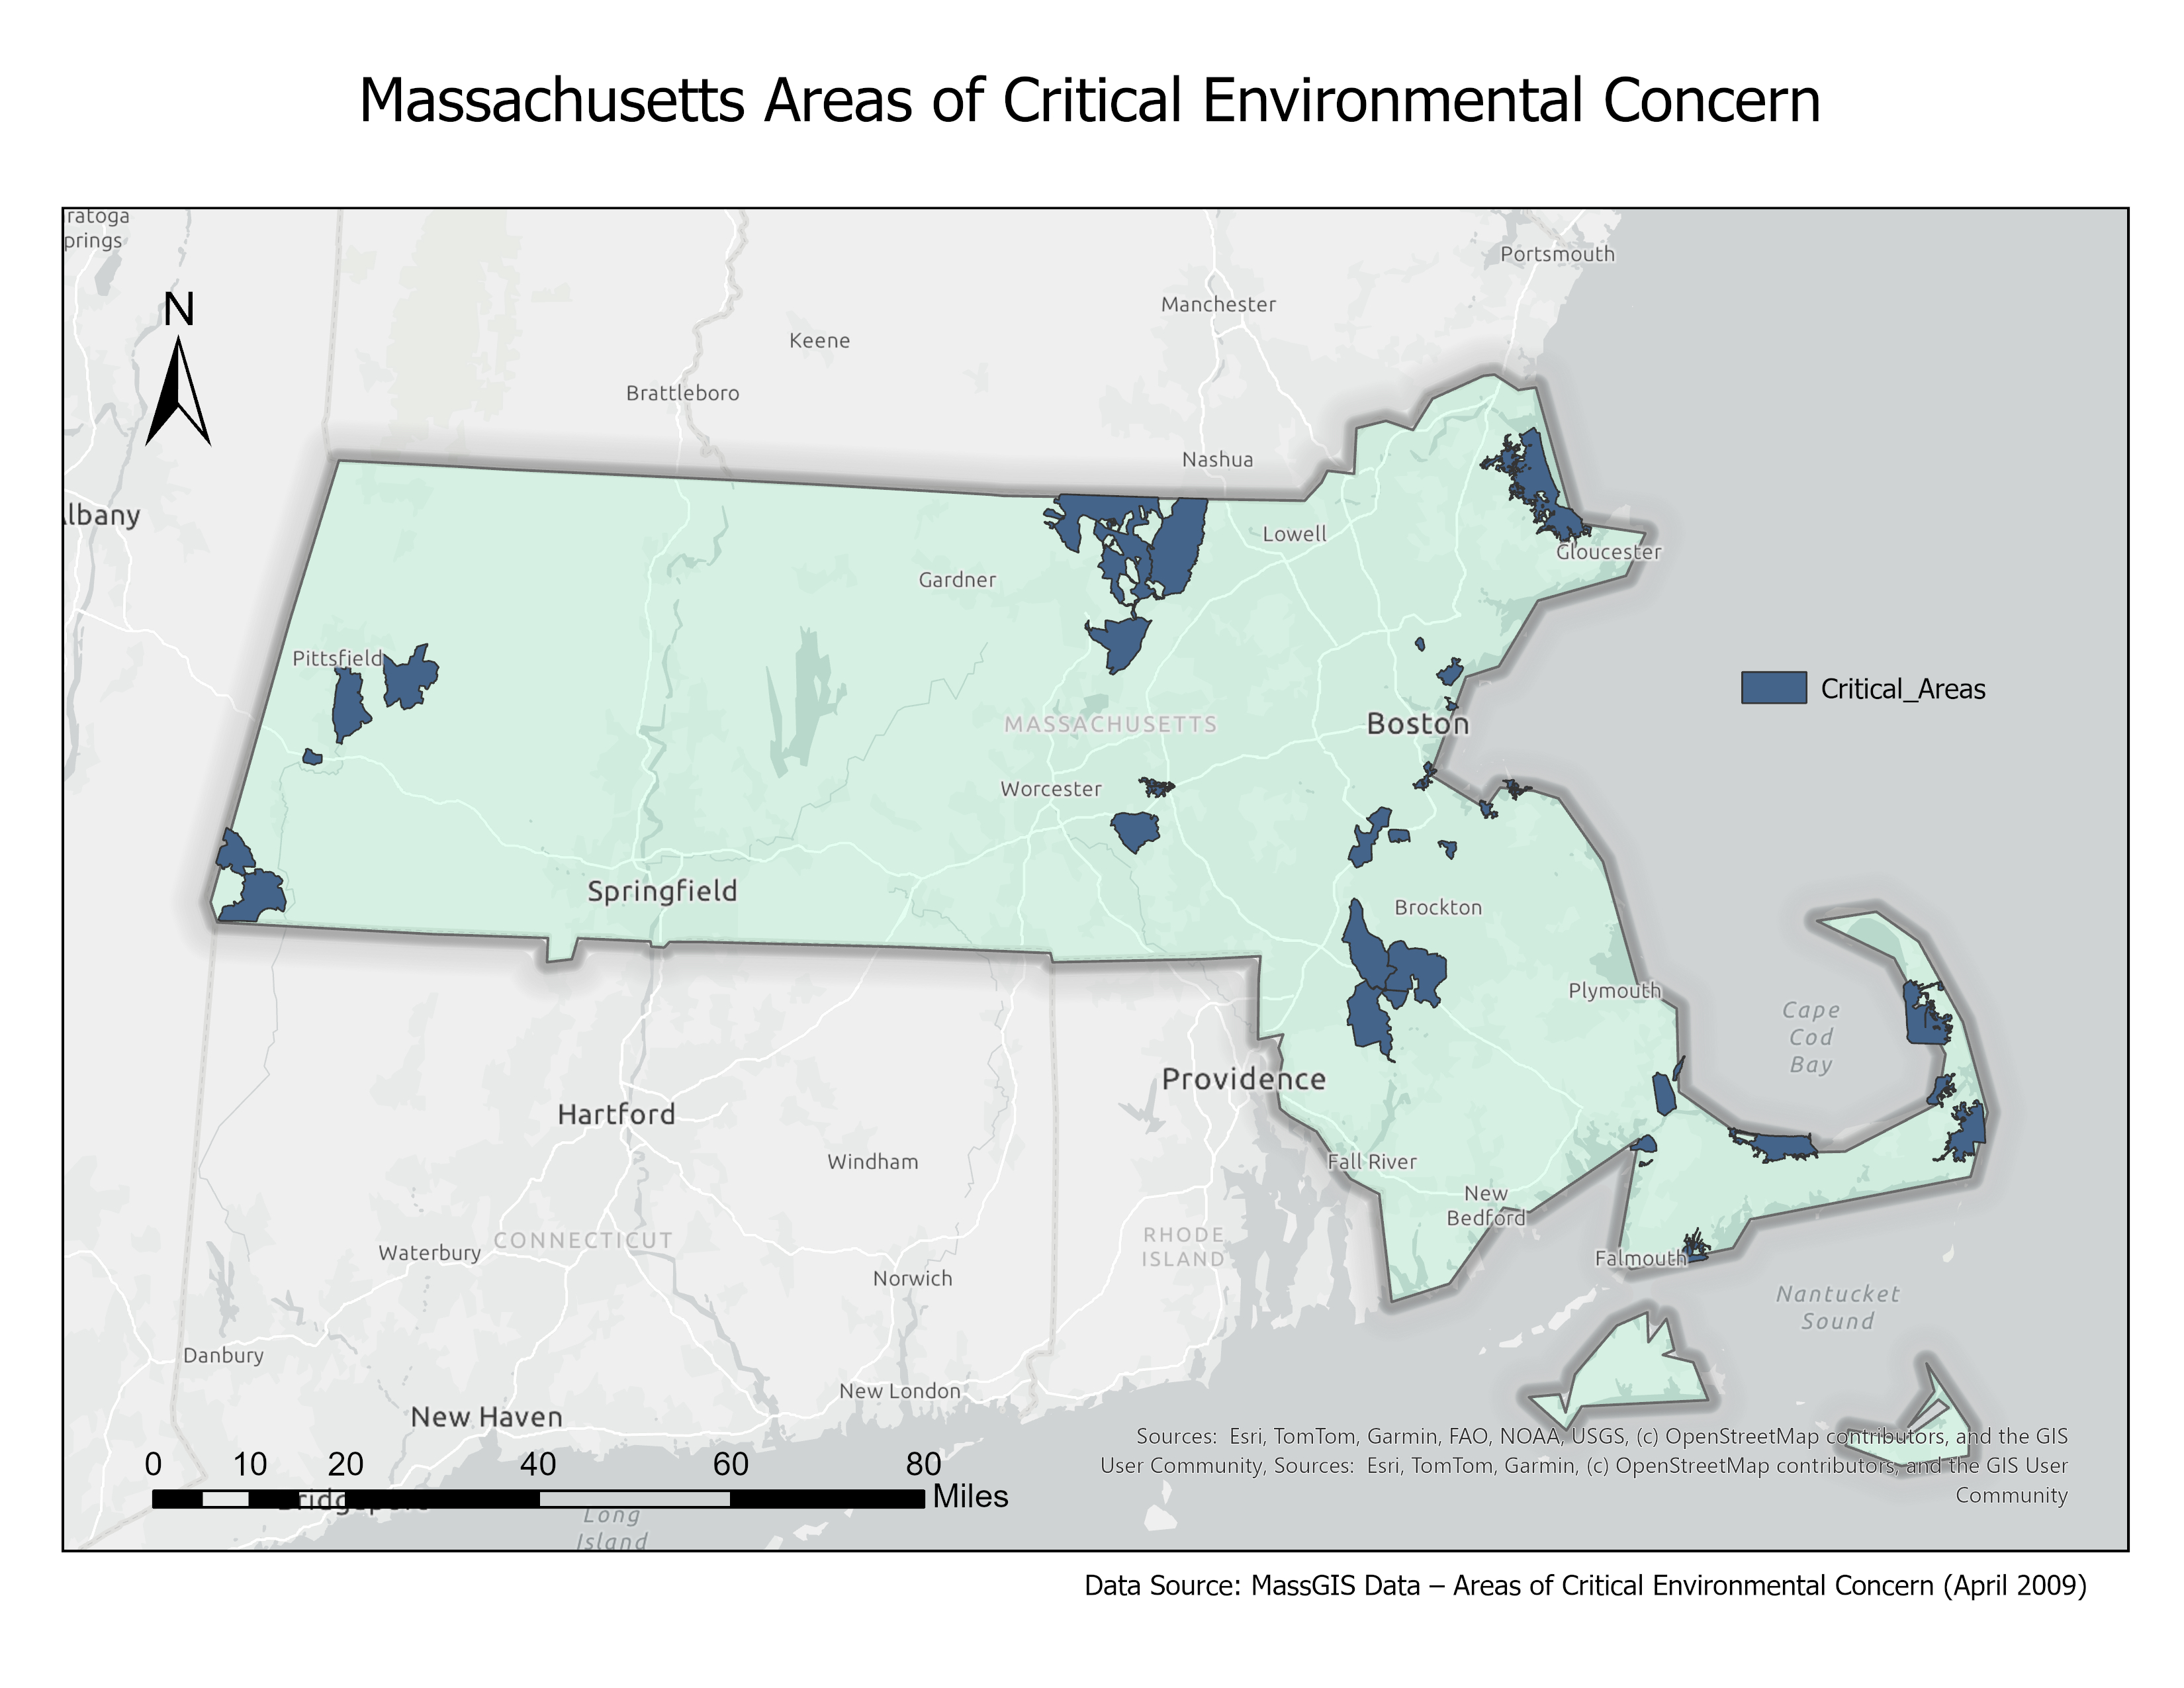 Massachusetts Areas of Critical Environmental Concern
ratoga
prings
Portsmouth
N
Manchester
Keene
Brattleboro
Nashua
lbany
Lowell
Gloucester
Gardner
Pittsfield
Critical_Areas
MASSACHUSETTS
Boston
Worcester
Springfield
Brockton
Plymouth
Cape
Cod
Bay
Providence
Hartford
Windham
Fall River
New
Bedford
CONNECTICUT
RHODE
ISLAND
Waterbury
Falmouth
Norwich
Nantucket
Sound
Danbury
New London
New Haven
Sources: Esri, TomTom, Garmin, FAO, NOAA, USGS, (c) OpenStreetMap contributors, and the GIS
User Community, Sources: Esri, TomTom, Garmin, (c) OpenStreetMap contributors, and the GIS User
Community
0 10 20 40 60 80
Miles
Bridgeport
Long
Island
Data Source: MassGIS Data – Areas of Critical Environmental Concern (April 2009)